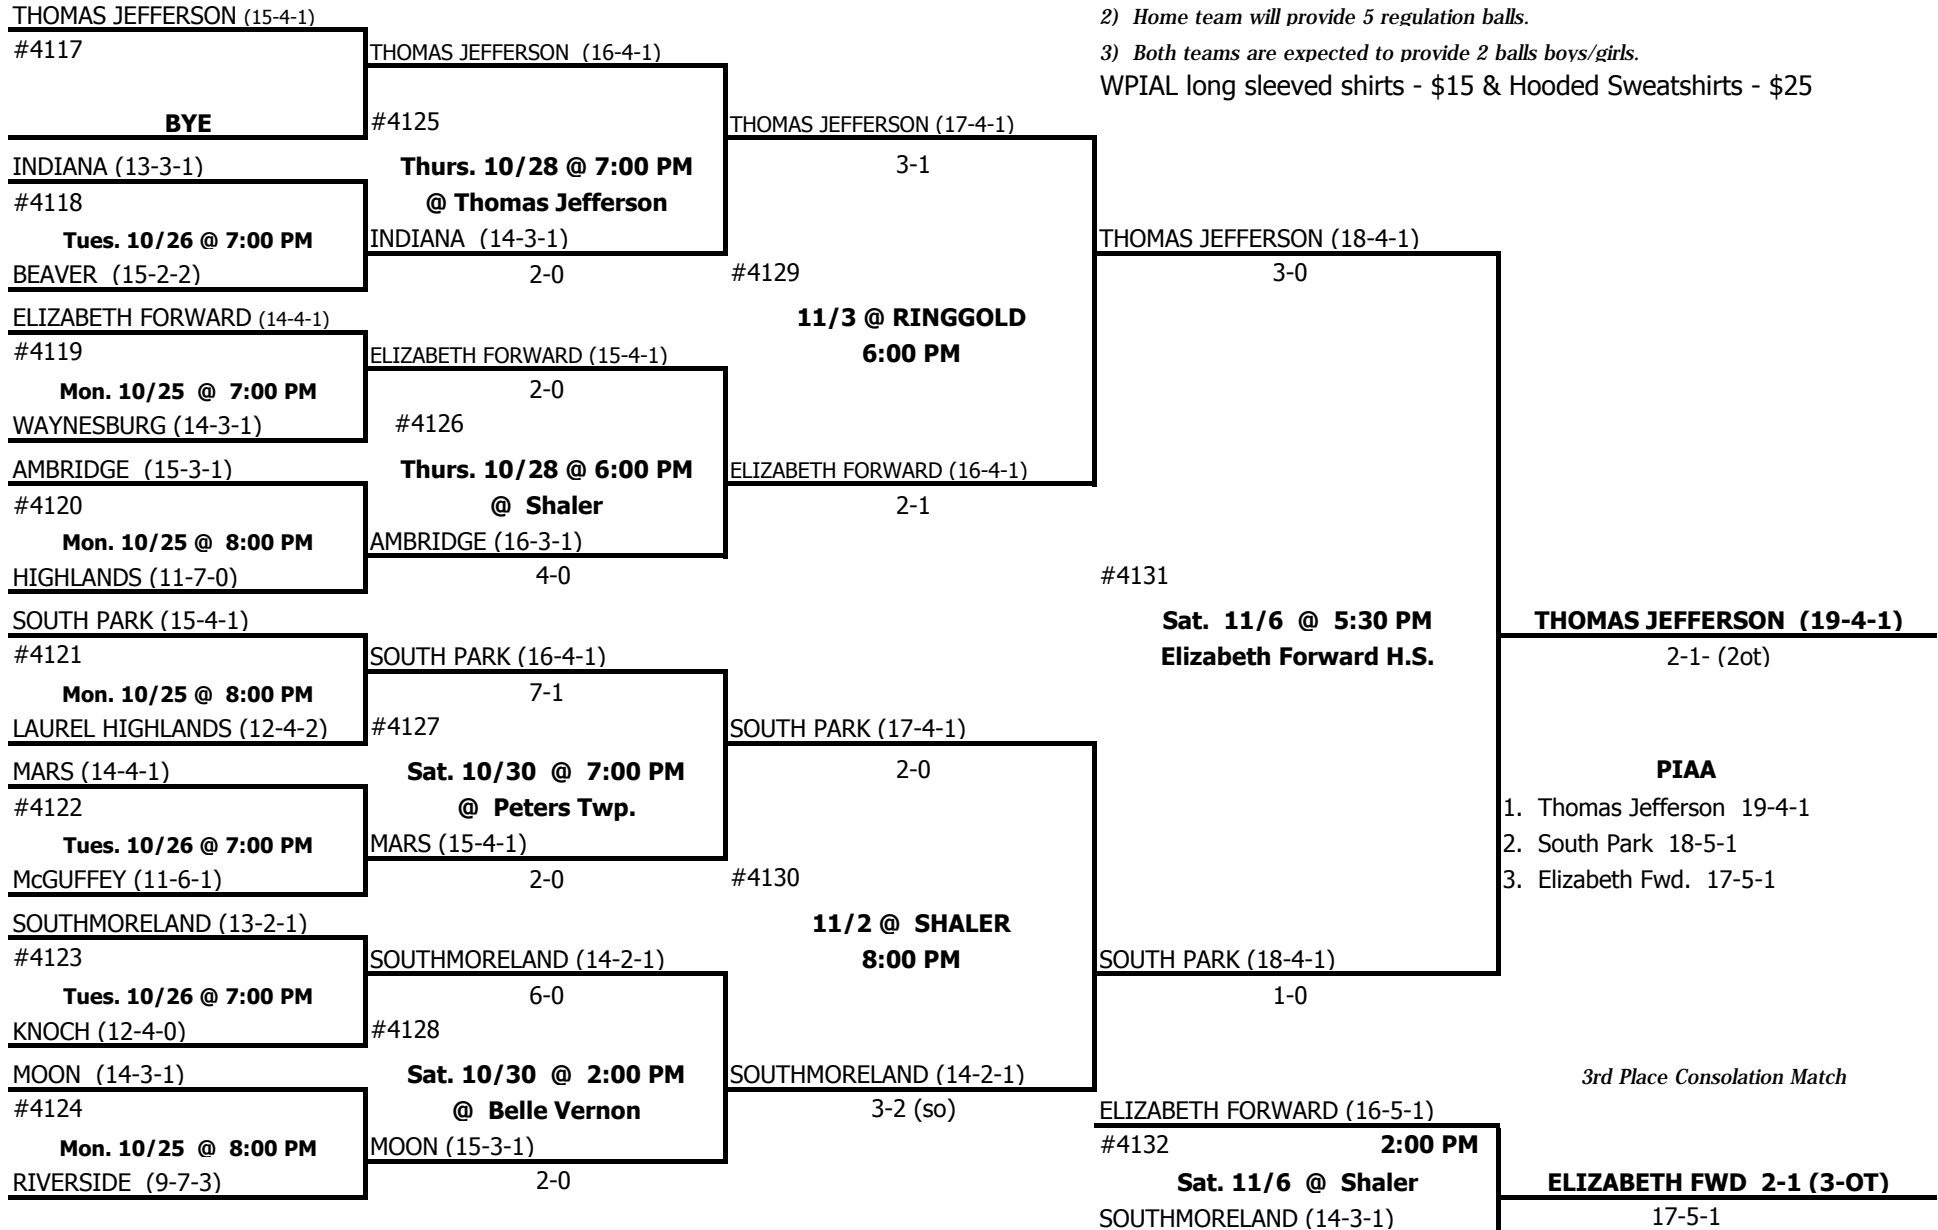 THOMAS JEFFERSON (15-4-1)
#4117
BYE
INDIANA (13-3-1)
#4118
Tues. 10/26 @ 7:00 PM
BEAVER (15-2-2)
ELIZABETH FORWARD (14-4-1)
#4119
Mon. 10/25 @ 7:00 PM
WAYNESBURG (14-3-1)
AMBRIDGE (15-3-1)
#4120
Mon. 10/25 @ 8:00 PM
HIGHLANDS (11-7-0)
SOUTH PARK (15-4-1)
#4121
Mon. 10/25 @ 8:00 PM
LAUREL HIGHLANDS (12-4-2)
MARS (14-4-1)
#4122
Tues. 10/26 @ 7:00 PM
McGUFFEY (11-6-1)
SOUTHMORELAND (13-2-1)
#4123
Tues. 10/26 @ 7:00 PM
KNOCH (12-4-0)
MOON (14-3-1)
#4124
Mon. 10/25 @ 8:00 PM
RIVERSIDE (9-7-3)
THOMAS JEFFERSON (16-4-1)
#4125
Thurs. 10/28 @ 7:00 PM
@ Thomas Jefferson
INDIANA (14-3-1)
2-0
ELIZABETH FORWARD (15-4-1)
2-0
#4126
Thurs. 10/28 @ 6:00 PM
@ Shaler
AMBRIDGE (16-3-1)
4-0
SOUTH PARK (16-4-1)
7-1
#4127
Sat. 10/30 @ 7:00 PM
@ Peters Twp.
MARS (15-4-1)
2-0
SOUTHMORELAND (14-2-1)
6-0
#4128
Sat. 10/30 @ 2:00 PM
@ Belle Vernon
MOON (15-3-1)
2-0
THOMAS JEFFERSON (17-4-1)
3-1
#4129
11/3 @ RINGGOLD
6:00 PM
ELIZABETH FORWARD (16-4-1)
2-1
SOUTH PARK (17-4-1)
2-0
#4130
11/2 @ SHALER
8:00 PM
SOUTHMORELAND (14-2-1)
3-2 (so)
2) Home team will provide 5 regulation balls.
3) Both teams are expected to provide 2 balls boys/girls.
WPIAL long sleeved shirts - $15 & Hooded Sweatshirts - $25
THOMAS JEFFERSON (18-4-1)
3-0
#4131
Sat. 11/6 @ 5:30 PM
Elizabeth Forward H.S.
SOUTH PARK (18-4-1)
1-0
THOMAS JEFFERSON (19-4-1)
2-1- (2ot)
PIAA
1. Thomas Jefferson 19-4-1
2. South Park 18-5-1
3. Elizabeth Fwd. 17-5-1
3rd Place Consolation Match
ELIZABETH FORWARD (16-5-1)
#4132 2:00 PM
Sat. 11/6 @ Shaler
SOUTHMORELAND (14-3-1)
ELIZABETH FWD 2-1 (3-OT)
17-5-1